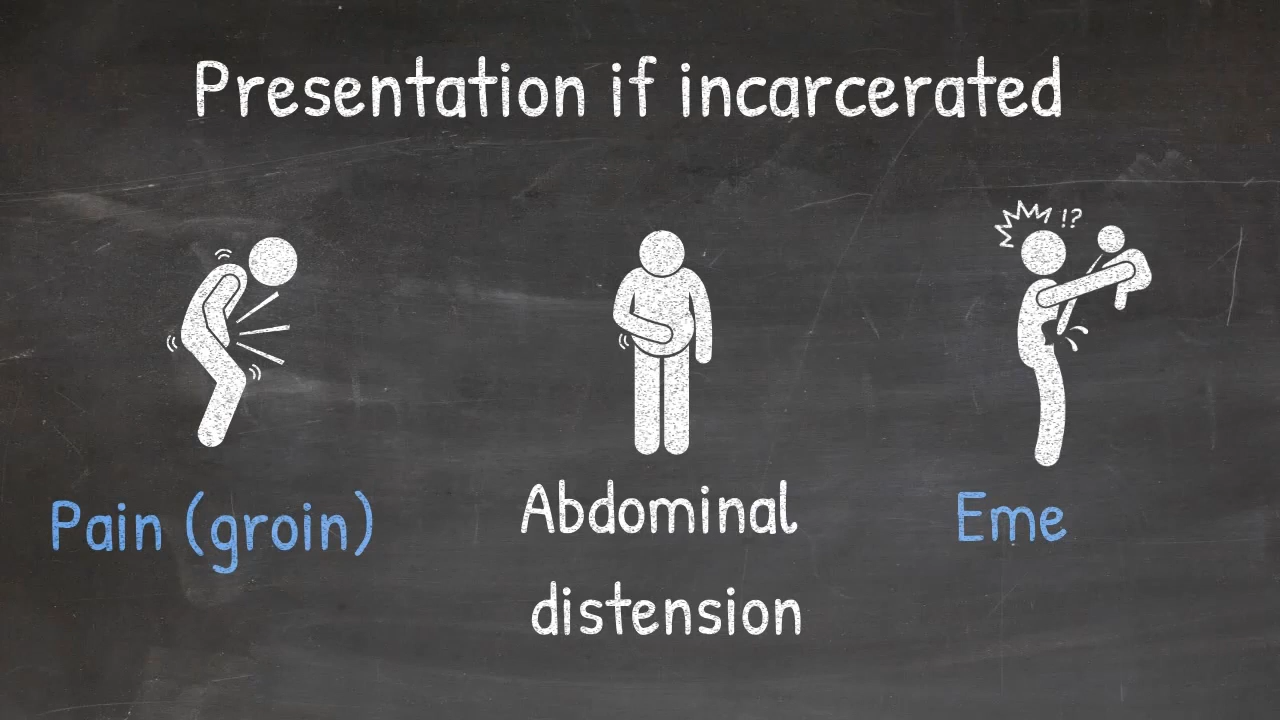 Presentation if incarcerated
!?
Pain (groin)
Abdominal
distension
Eme